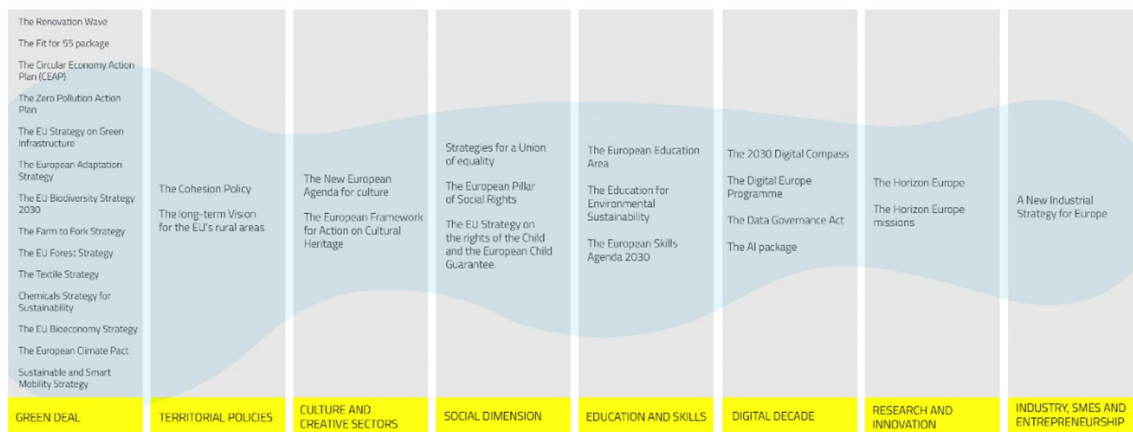 The Renovation Wave
The Fit for 55 package
The Circular Economy Action
Plan (CEAP)
The Zero Pollution Action
Plan
The EU Strategy on Green
Infrastructure
The European Adaptation
Strategy
The EU Biodiversity Strategy
2030
The Farm to Fork Strategy
The EU Forest Strategy
The Textile Strategy
Chemicals Strategy for
Sustainability
The EU Bioeconomy Strategy
The European Climate Pact
Sustainable and Smart
Mobility Strategy
GREEN DEAL
The Cohesion Policy
The long-term Vision
for the EU's rural areas
TERRITORIAL POLICIES
The New European
Agenda for culture
The European Framework
for Action on Cultural
Heritage
CULTURE AND
CREATIVE SECTORS
Strategies for a Union
of equality
The European Pillar
of Social Rights
The EU Strategy on
the rights of the Child
and the European Child
Guarantee.
SOCIAL DIMENSION
The European Education
Area
The Education for
Environmental
Sustainability
The European Skills
Agenda 2030
EDUCATION AND SKILLS
The 2030 Digital Compass
The Digital Europe
Programme
The Data Governance Act
The AI package
DIGITAL DECADE
The Horizon Europe
The Horizon Europe
missions
RESEARCH AND
INNOVATION
A New Industrial
Strategy for Europe
INDUSTRY, SMES AND
ENTREPRENEURSHIP